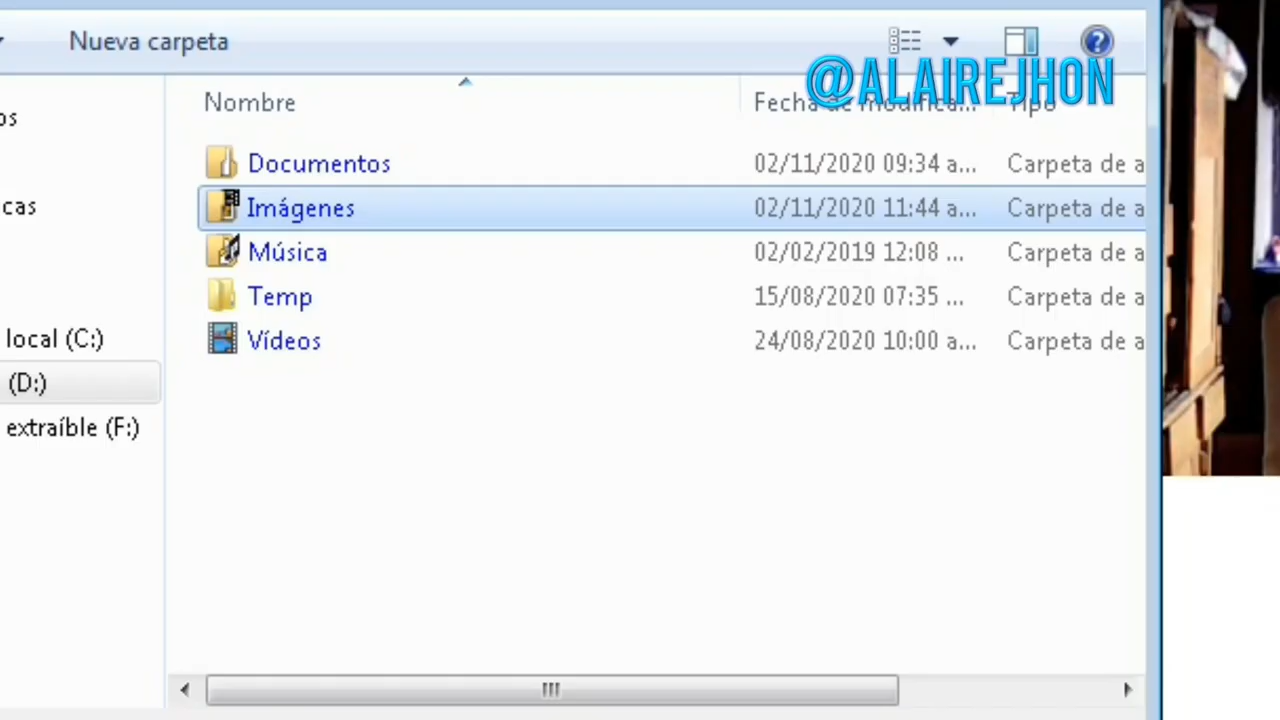 Nueva carpeta
@ALAIREJHON
Nombre
Tipo
Documentos 02/11/2020 09:34 a... Carpeta de a
Imágenes 02/11/2020 11:44 a... Carpeta de a
Música 02/02/2019 12:08 ... Carpeta de a
Temp 15/08/2020 07:35 ... Carpeta de a
Vídeos 24/08/2020 10:00 a... Carpeta de a
os
cas
local (C:)
(D:)
extraíble (F:)